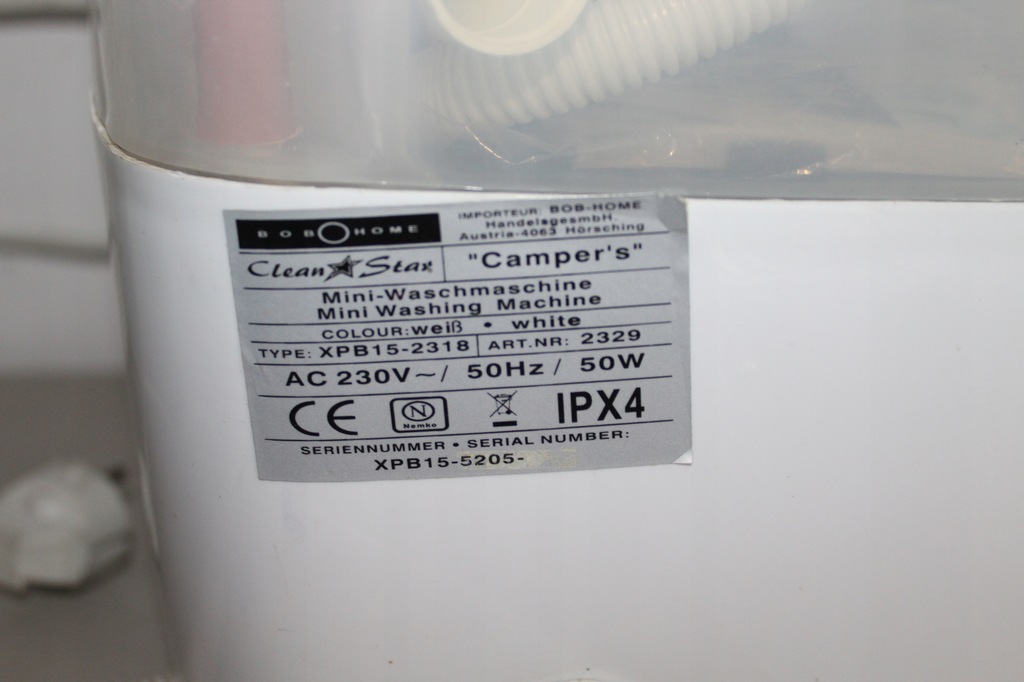 BOB HOME
IMPORTEUR: BOB-HOME
HandelsgesmbH.
Austria-4063 Hörsching
Clean Star
"Camper's"
Mini-Waschmaschine
Mini Washing Machine
COLOUR: weiß • white
TYPE: XPB15-2318
ART.NR: 2329
AC 230V ~ / 50Hz / 50W
CE
N
Nemko
IPX4
SERIENNUMMER • SERIAL NUMBER:
XPB15-5205-